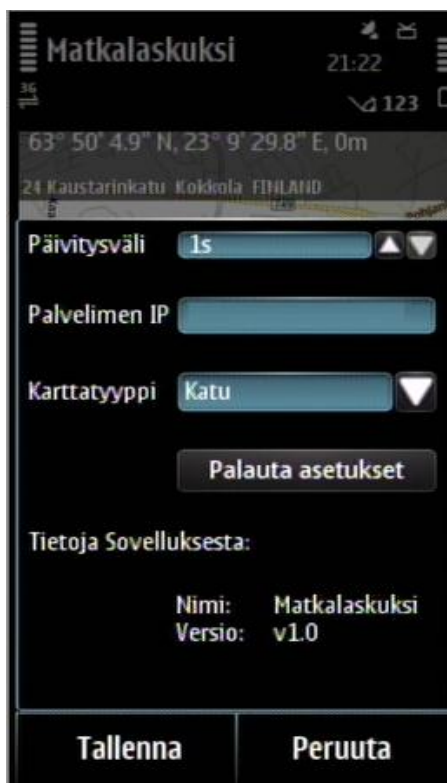 Matkalaskuksi
21:22
3G
123
63° 50' 4.9" N, 23° 9' 29.8" E, 0m
24 Kaustarinkatu Kokkola FINLAND
Päivitysväli 1s
Palvelimen IP
Karttatyyppi Katu
Palauta asetukset
Tietoja Sovelluksesta:
Nimi: Matkalaskuksi
Versio: v1.0
Tallenna Peruuta